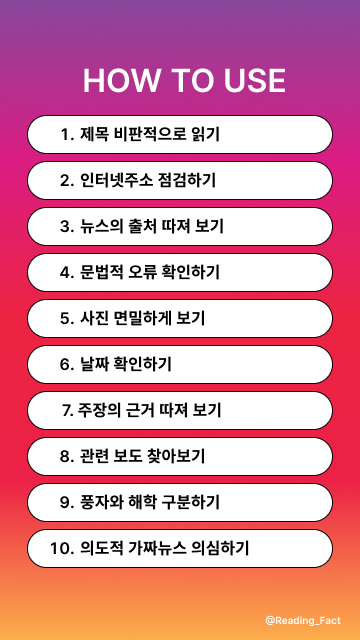 HOW TO USE
1. 제목 비판적으로 읽기
2. 인터넷주소 점검하기
3. 뉴스의 출처 따져 보기
4. 문법적 오류 확인하기
5. 사진 면밀하게 보기
6. 날짜 확인하기
7. 주장의 근거 따져 보기
8. 관련 보도 찾아보기
9. 풍자와 해학 구분하기
10. 의도적 가짜뉴스 의심하기
@Reading_Fact